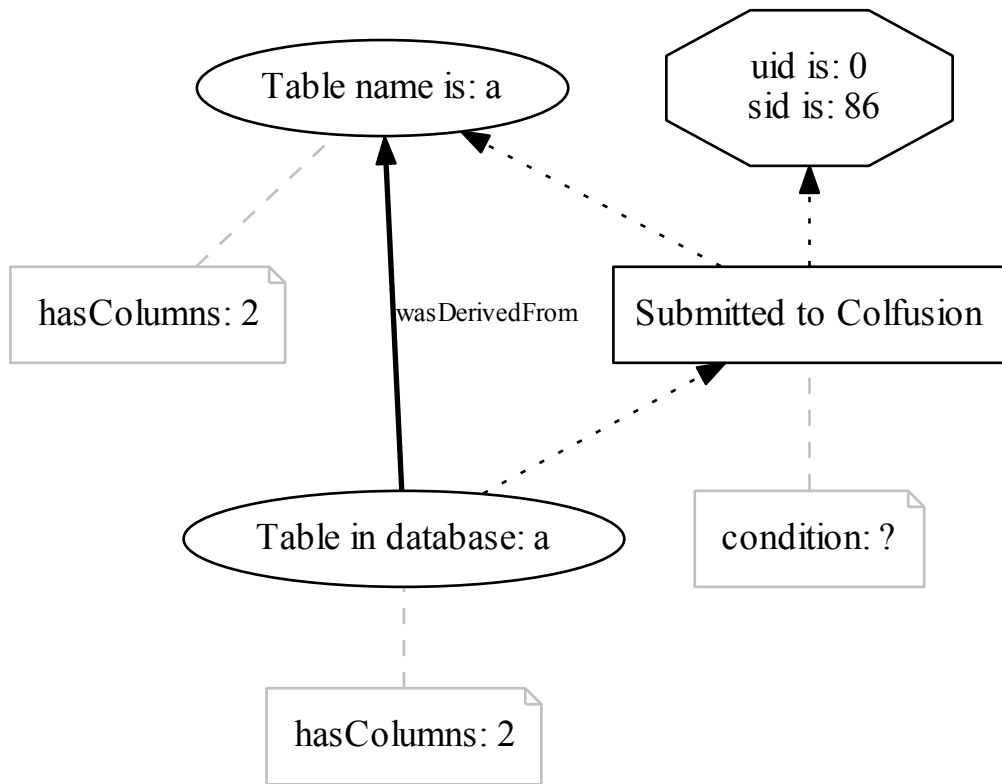 Table name is: a
uid is: 0
sid is: 86
hasColumns: 2
wasDerivedFrom
Submitted to Colfusion
Table in database: a
condition: ?
hasColumns: 2